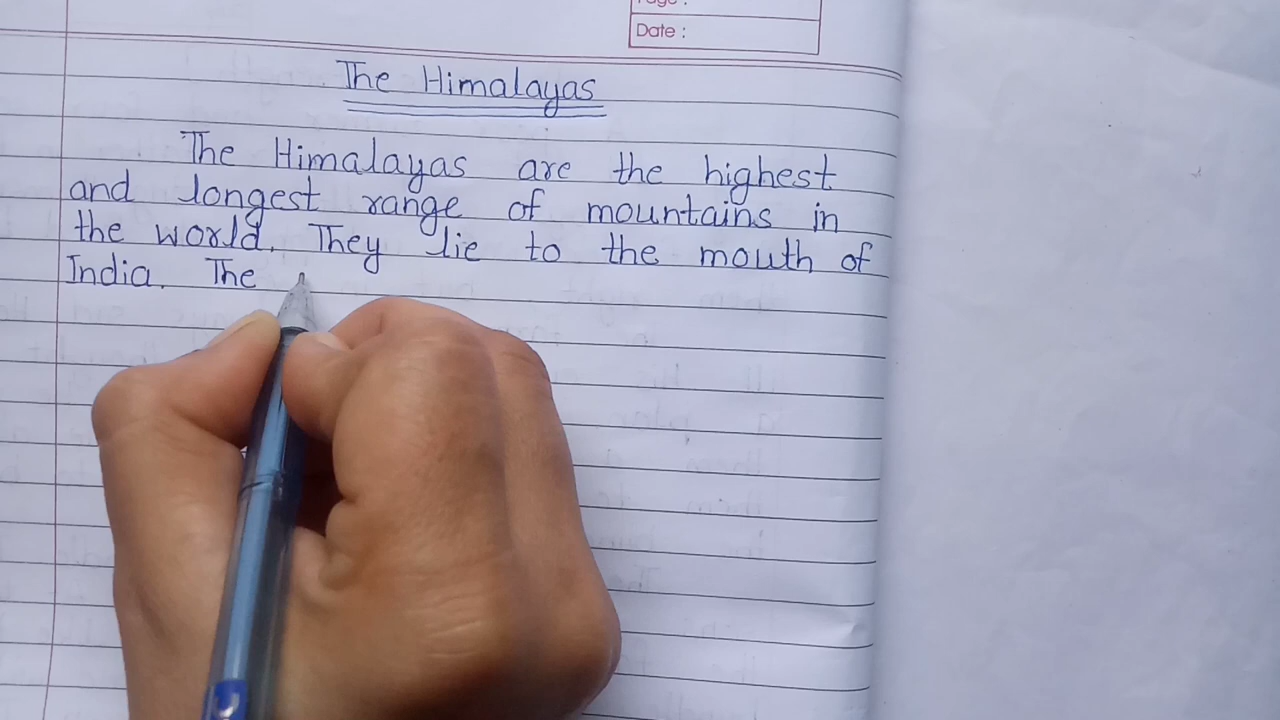 Date :
The Himalayas
The Himalayas are the highest
and longest range of mountains in
the world. They lie to the mouth of
India. The